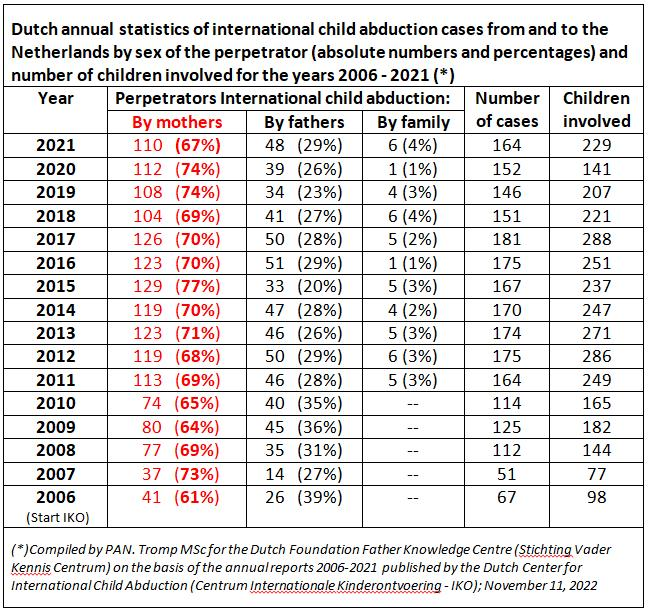 Dutch annual statistics of international child abduction cases from and to the
Netherlands by sex of the perpetrator (absolute numbers and percentages) and
number of children involved for the years 2006 - 2021 (*)
Year Perpetrators International child abduction: Number of cases Children involved
By mothers By fathers By family
2021 110 (67%) 48 (29%) 6 (4%) 164 229
2020 112 (74%) 39 (26%) 1 (1%) 152 141
2019 108 (74%) 34 (23%) 4 (3%) 146 207
2018 104 (69%) 41 (27%) 6 (4%) 151 221
2017 126 (70%) 50 (28%) 5 (2%) 181 288
2016 123 (70%) 51 (29%) 1 (1%) 175 251
2015 129 (77%) 33 (20%) 5 (3%) 167 237
2014 119 (70%) 47 (28%) 4 (2%) 170 247
2013 123 (71%) 46 (26%) 5 (3%) 174 271
2012 119 (68%) 50 (29%) 6 (3%) 175 286
2011 113 (69%) 46 (28%) 5 (3%) 164 249
2010 74 (65%) 40 (35%) -- 114 165
2009 80 (64%) 45 (36%) -- 125 182
2008 77 (69%) 35 (31%) -- 112 144
2007 37 (73%) 14 (27%) -- 51 77
2006 41 (61%) 26 (39%) -- 67 98
(Start IKO)
(*)Compiled by PAN. Tromp MSc for the Dutch Foundation Father Knowledge Centre (Stichting Vader
Kennis Centrum) on the basis of the annual reports 2006-2021 published by the Dutch Center for
International Child Abduction (Centrum Internationale Kinderontvoering - IKO); November 11, 2022